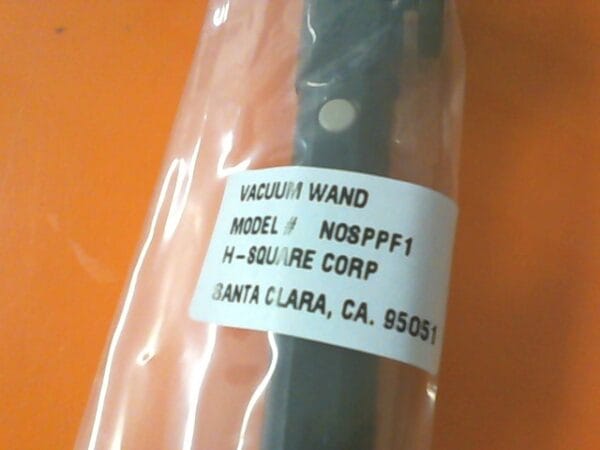 VACUUM WAND
MODEL # NOSPPF1
H-SQUARE CORP
SANTA CLARA, CA. 95051